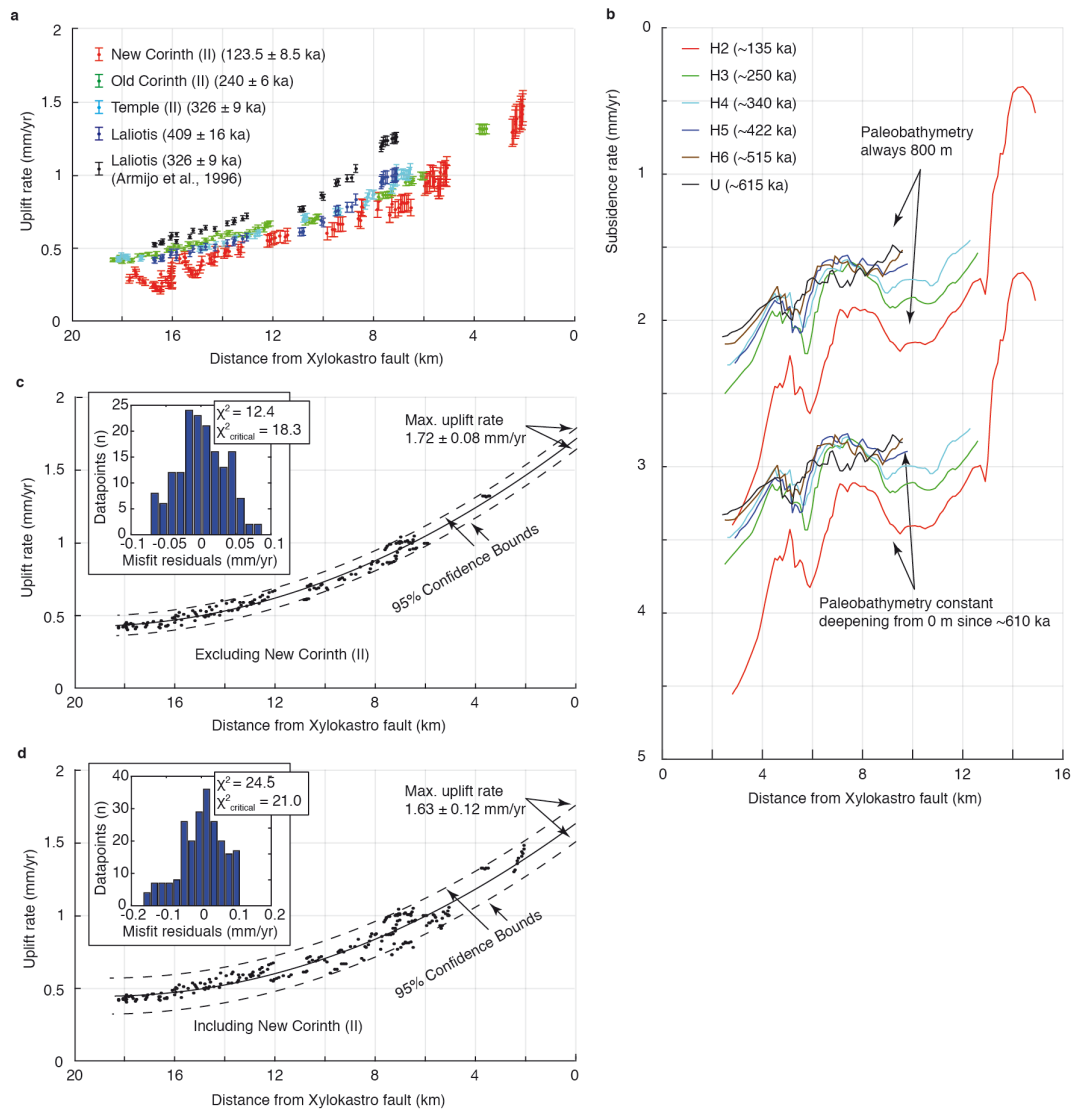 a
2
1.5
1
0.5
0
Uplift rate (mm/yr)
New Corinth (II) (123.5 ± 8.5 ka)
Old Corinth (II) (240 ± 6 ka)
Temple (II) (326 ± 9 ka)
Laliotis (409 ± 16 ka)
Laliotis (326 ± 9 ka)
(Armijo et al., 1996)
20 16 12 8 4 0
Distance from Xylokastro fault (km)
b
0
1
2
3
4
5
Subsidence rate (mm/yr)
H2 (~135 ka)
H3 (~250 ka)
H4 (~340 ka)
H5 (~422 ka)
H6 (~515 ka)
U (~615 ka)
Paleobathymetry
always 800 m
Paleobathymetry constant
deepening from 0 m since ~610 ka
0 4 8 12 16
Distance from Xylokastro fault (km)
c
2
1.5
1
0.5
0
Uplift rate (mm/yr)
25
20
15
10
5
0
Datapoints (n)
χ² = 12.4
χ²critical = 18.3
-0.1 -0.05 0 0.05 0.1
Misfit residuals (mm/yr)
Max. uplift rate
1.72 ± 0.08 mm/yr
95% Confidence Bounds
Excluding New Corinth (II)
20 16 12 8 4 0
Distance from Xylokastro fault (km)
d
2
1.5
1
0.5
0
Uplift rate (mm/yr)
40
30
20
10
0
Datapoints (n)
χ² = 24.5
χ²critical = 21.0
-0.2 -0.1 0 0.1 0.2
Misfit residuals (mm/yr)
Max. uplift rate
1.63 ± 0.12 mm/yr
95% Confidence Bounds
Including New Corinth (II)
20 16 12 8 4 0
Distance from Xylokastro fault (km)